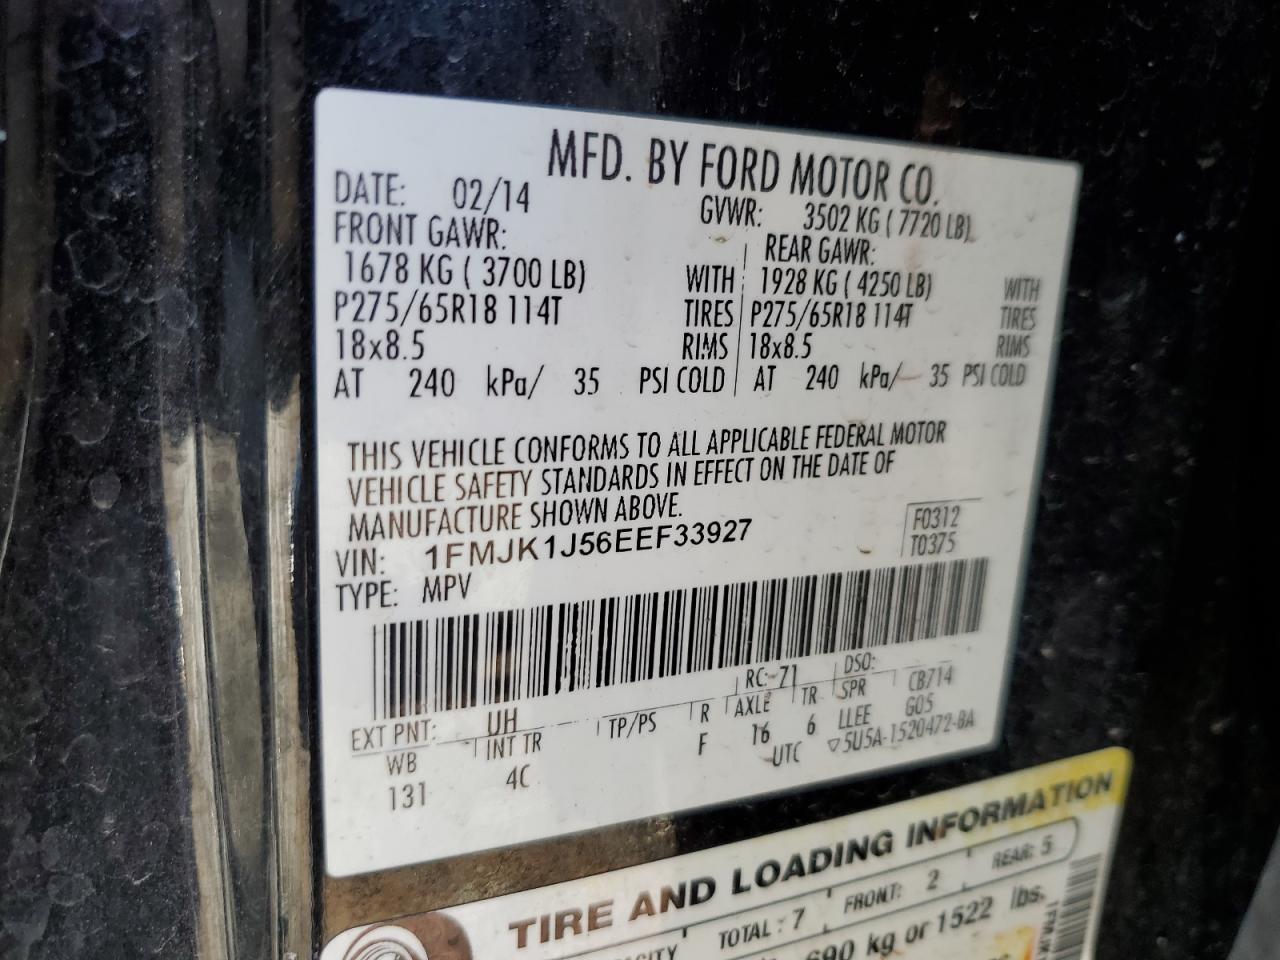 MFD. BY FORD MOTOR CO.
DATE: 02/14 GVWR: 3502 KG ( 7720 LB)
FRONT GAWR: REAR GAWR:
1678 KG ( 3700 LB) WITH 1928 KG ( 4250 LB) WITH
P275/65R18 114T TIRES P275/65R18 114T TIRES
18x8.5 RIMS 18x8.5 RIMS
AT 240 kPa/ 35 PSI COLD AT 240 kPa/ 35 PSI COLD
THIS VEHICLE CONFORMS TO ALL APPLICABLE FEDERAL MOTOR
VEHICLE SAFETY STANDARDS IN EFFECT ON THE DATE OF
MANUFACTURE SHOWN ABOVE.
VIN: 1FMJK1J56EEF33927 F0312
TYPE: MPV T0375
RC: 71 DSO:
EXT PNT: UH CB714
WB INT TR TP/PS R AXLE TR SPR G05
131 4C F 16 6 LLEE
UTC ▽5U5A-1520472-BA
TIRE AND LOADING INFORMATION
TOTAL : 7 FRONT: 2 REAR: 5
690 kg or 1522 lbs.